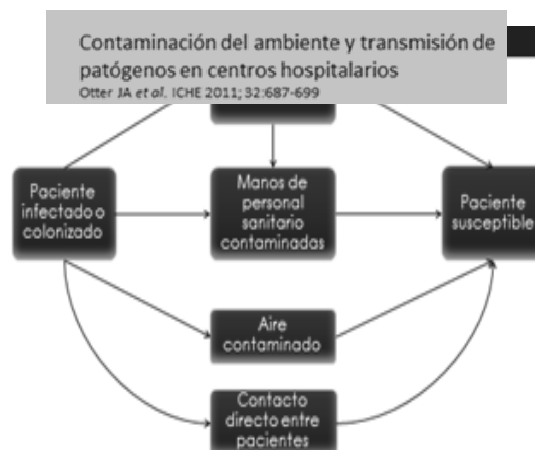 Contaminación del ambiente y transmisión de
patógenos en centros hospitalarios
Otter JA et al. ICHE 2011; 32:687-699
Paciente
infectado o
colonizado
Manos de
personal
sanitario
contaminadas
Paciente
susceptible
Aire
contaminado
Contacto
directo entre
pacientes